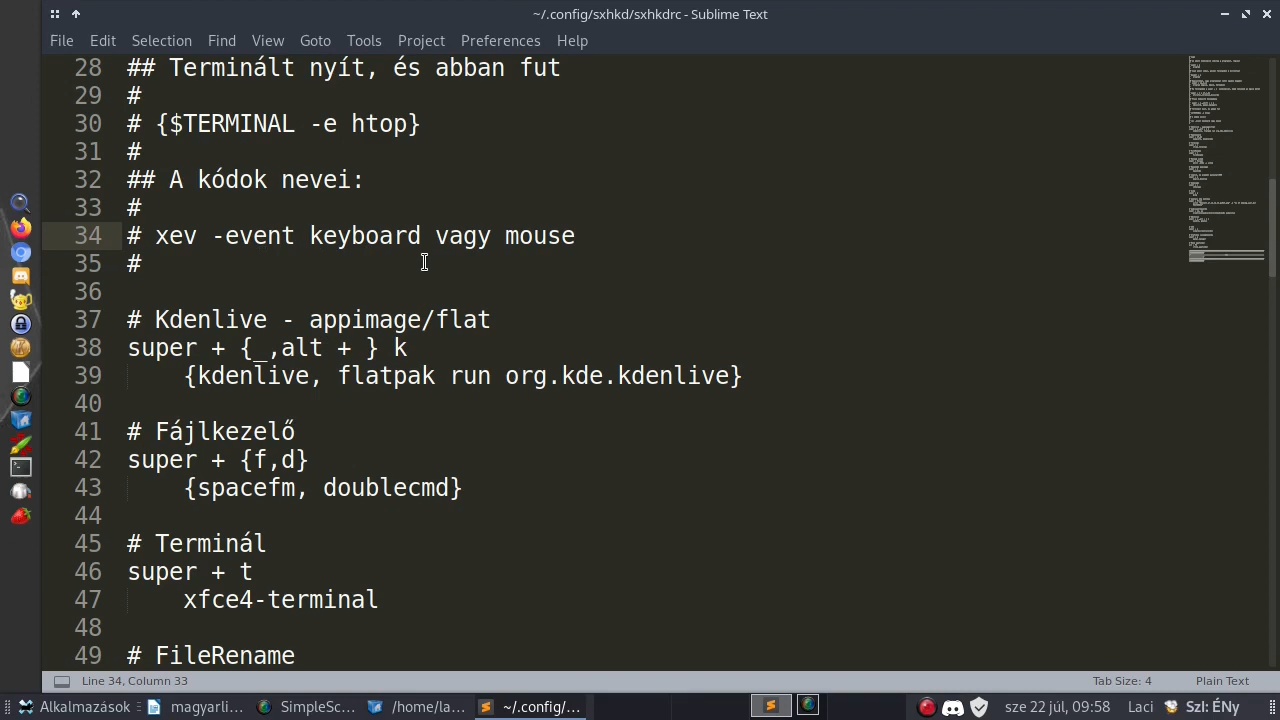 ~/.config/sxhkd/sxhkdrc - Sublime Text
File Edit Selection Find View Goto Tools Project Preferences Help
28 ## Terminált nyít, és abban fut
29 #
30 # {$TERMINAL -e htop}
31 #
32 ## A kódok nevei:
33 #
34 # xev -event keyboard vagy mouse
35 #
36
37 # Kdenlive - appimage/flat
38 super + {_,alt + } k
39 {kdenlive, flatpak run org.kde.kdenlive}
40
41 # Fájlkezelő
42 super + {f,d}
43 {spacefm, doublecmd}
44
45 # Terminál
46 super + t
47 xfce4-terminal
48
49 # FileRename
Line 34, Column 33 Tab Size: 4 Plain Text
Alkalmazások magyarli... SimpleSc... /home/la... ~/.config/... sze 22 júl, 09:58 Laci Szl: ÉNy